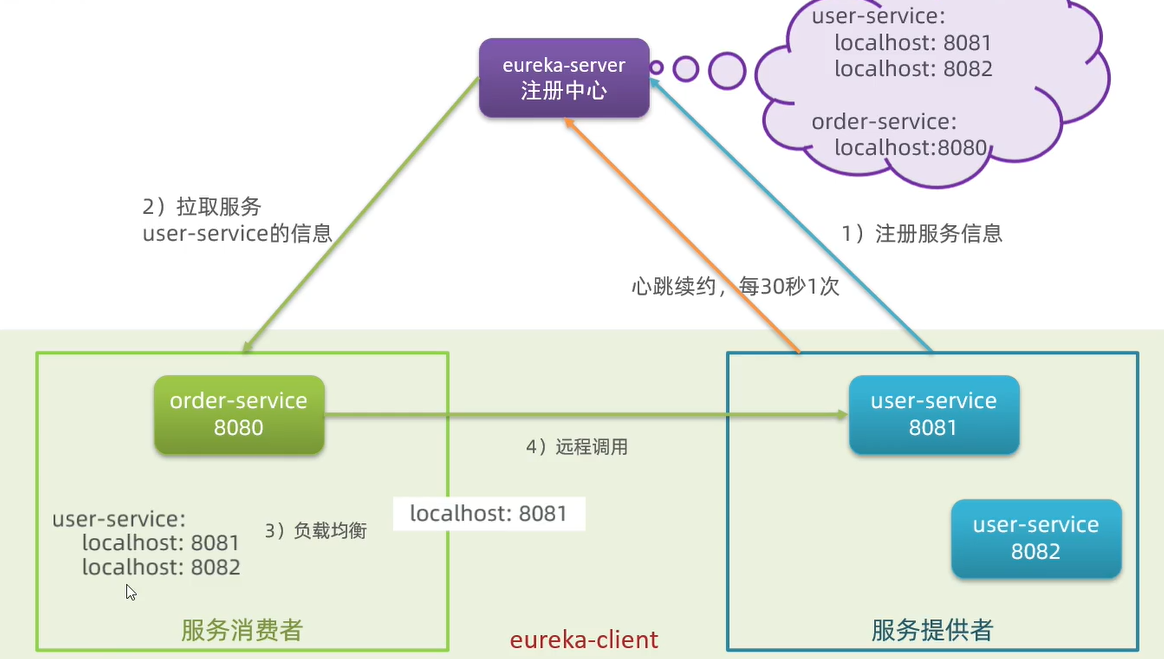 user-service:
localhost: 8081
localhost: 8082
order-service:
localhost:8080
eureka-server
注册中心
2）拉取服务
user-service的信息
1）注册服务信息
心跳续约，每30秒1次
order-service
8080
user-service
8081
4）远程调用
localhost: 8081
user-service:
localhost: 8081
localhost: 8082
3）负载均衡
user-service
8082
服务消费者
eureka-client
服务提供者